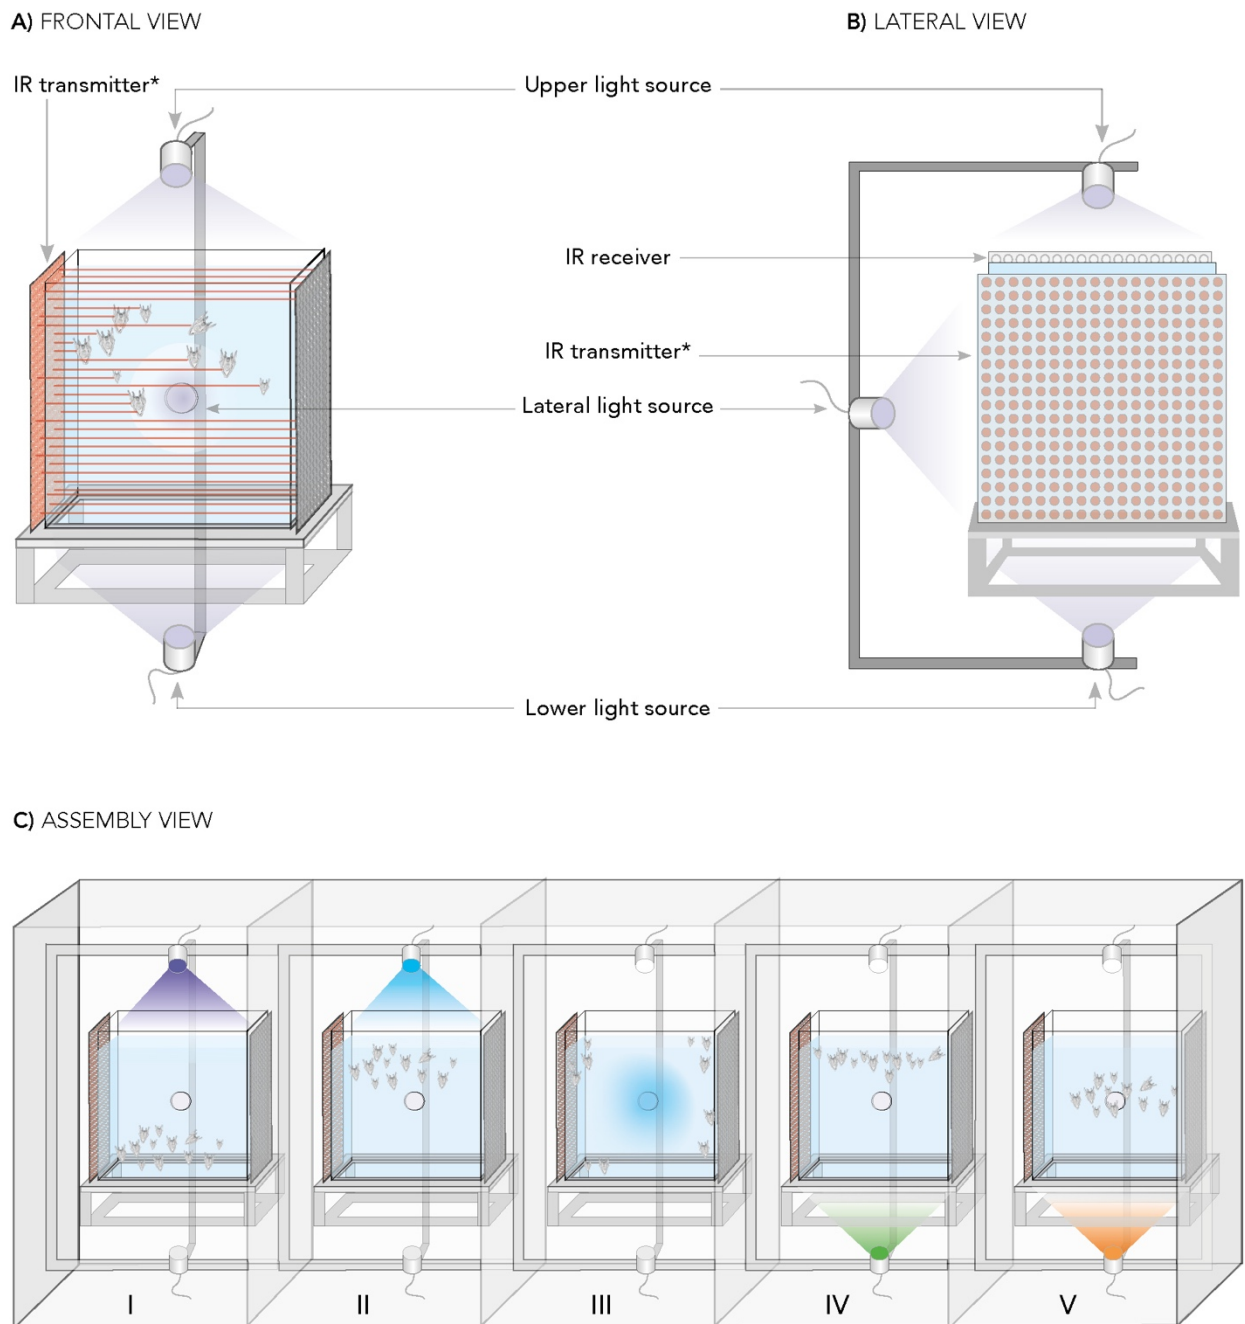 A) FRONTAL VIEW
B) LATERAL VIEW
IR transmitter*
Upper light source
IR receiver
IR transmitter*
Lateral light source
Lower light source
C) ASSEMBLY VIEW
I
II
III
IV
V